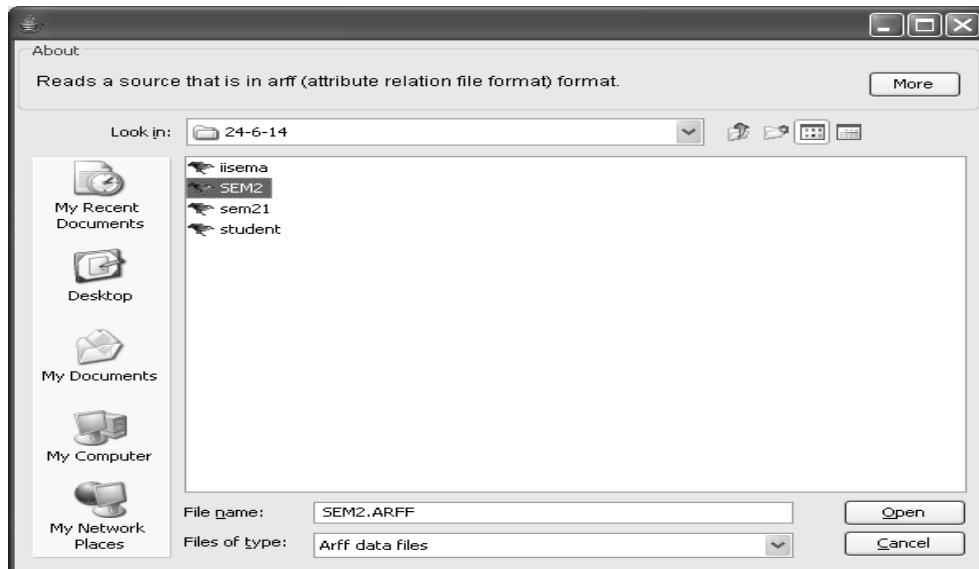 About
Reads a source that is in arff (attribute relation file format) format.
More
Look in:
24-6-14
iisema
SEM2
sem21
student
My Recent
Documents
Desktop
My Documents
My Computer
My Network
Places
File name:
SEM2.ARFF
Open
Files of type:
Arff data files
Cancel